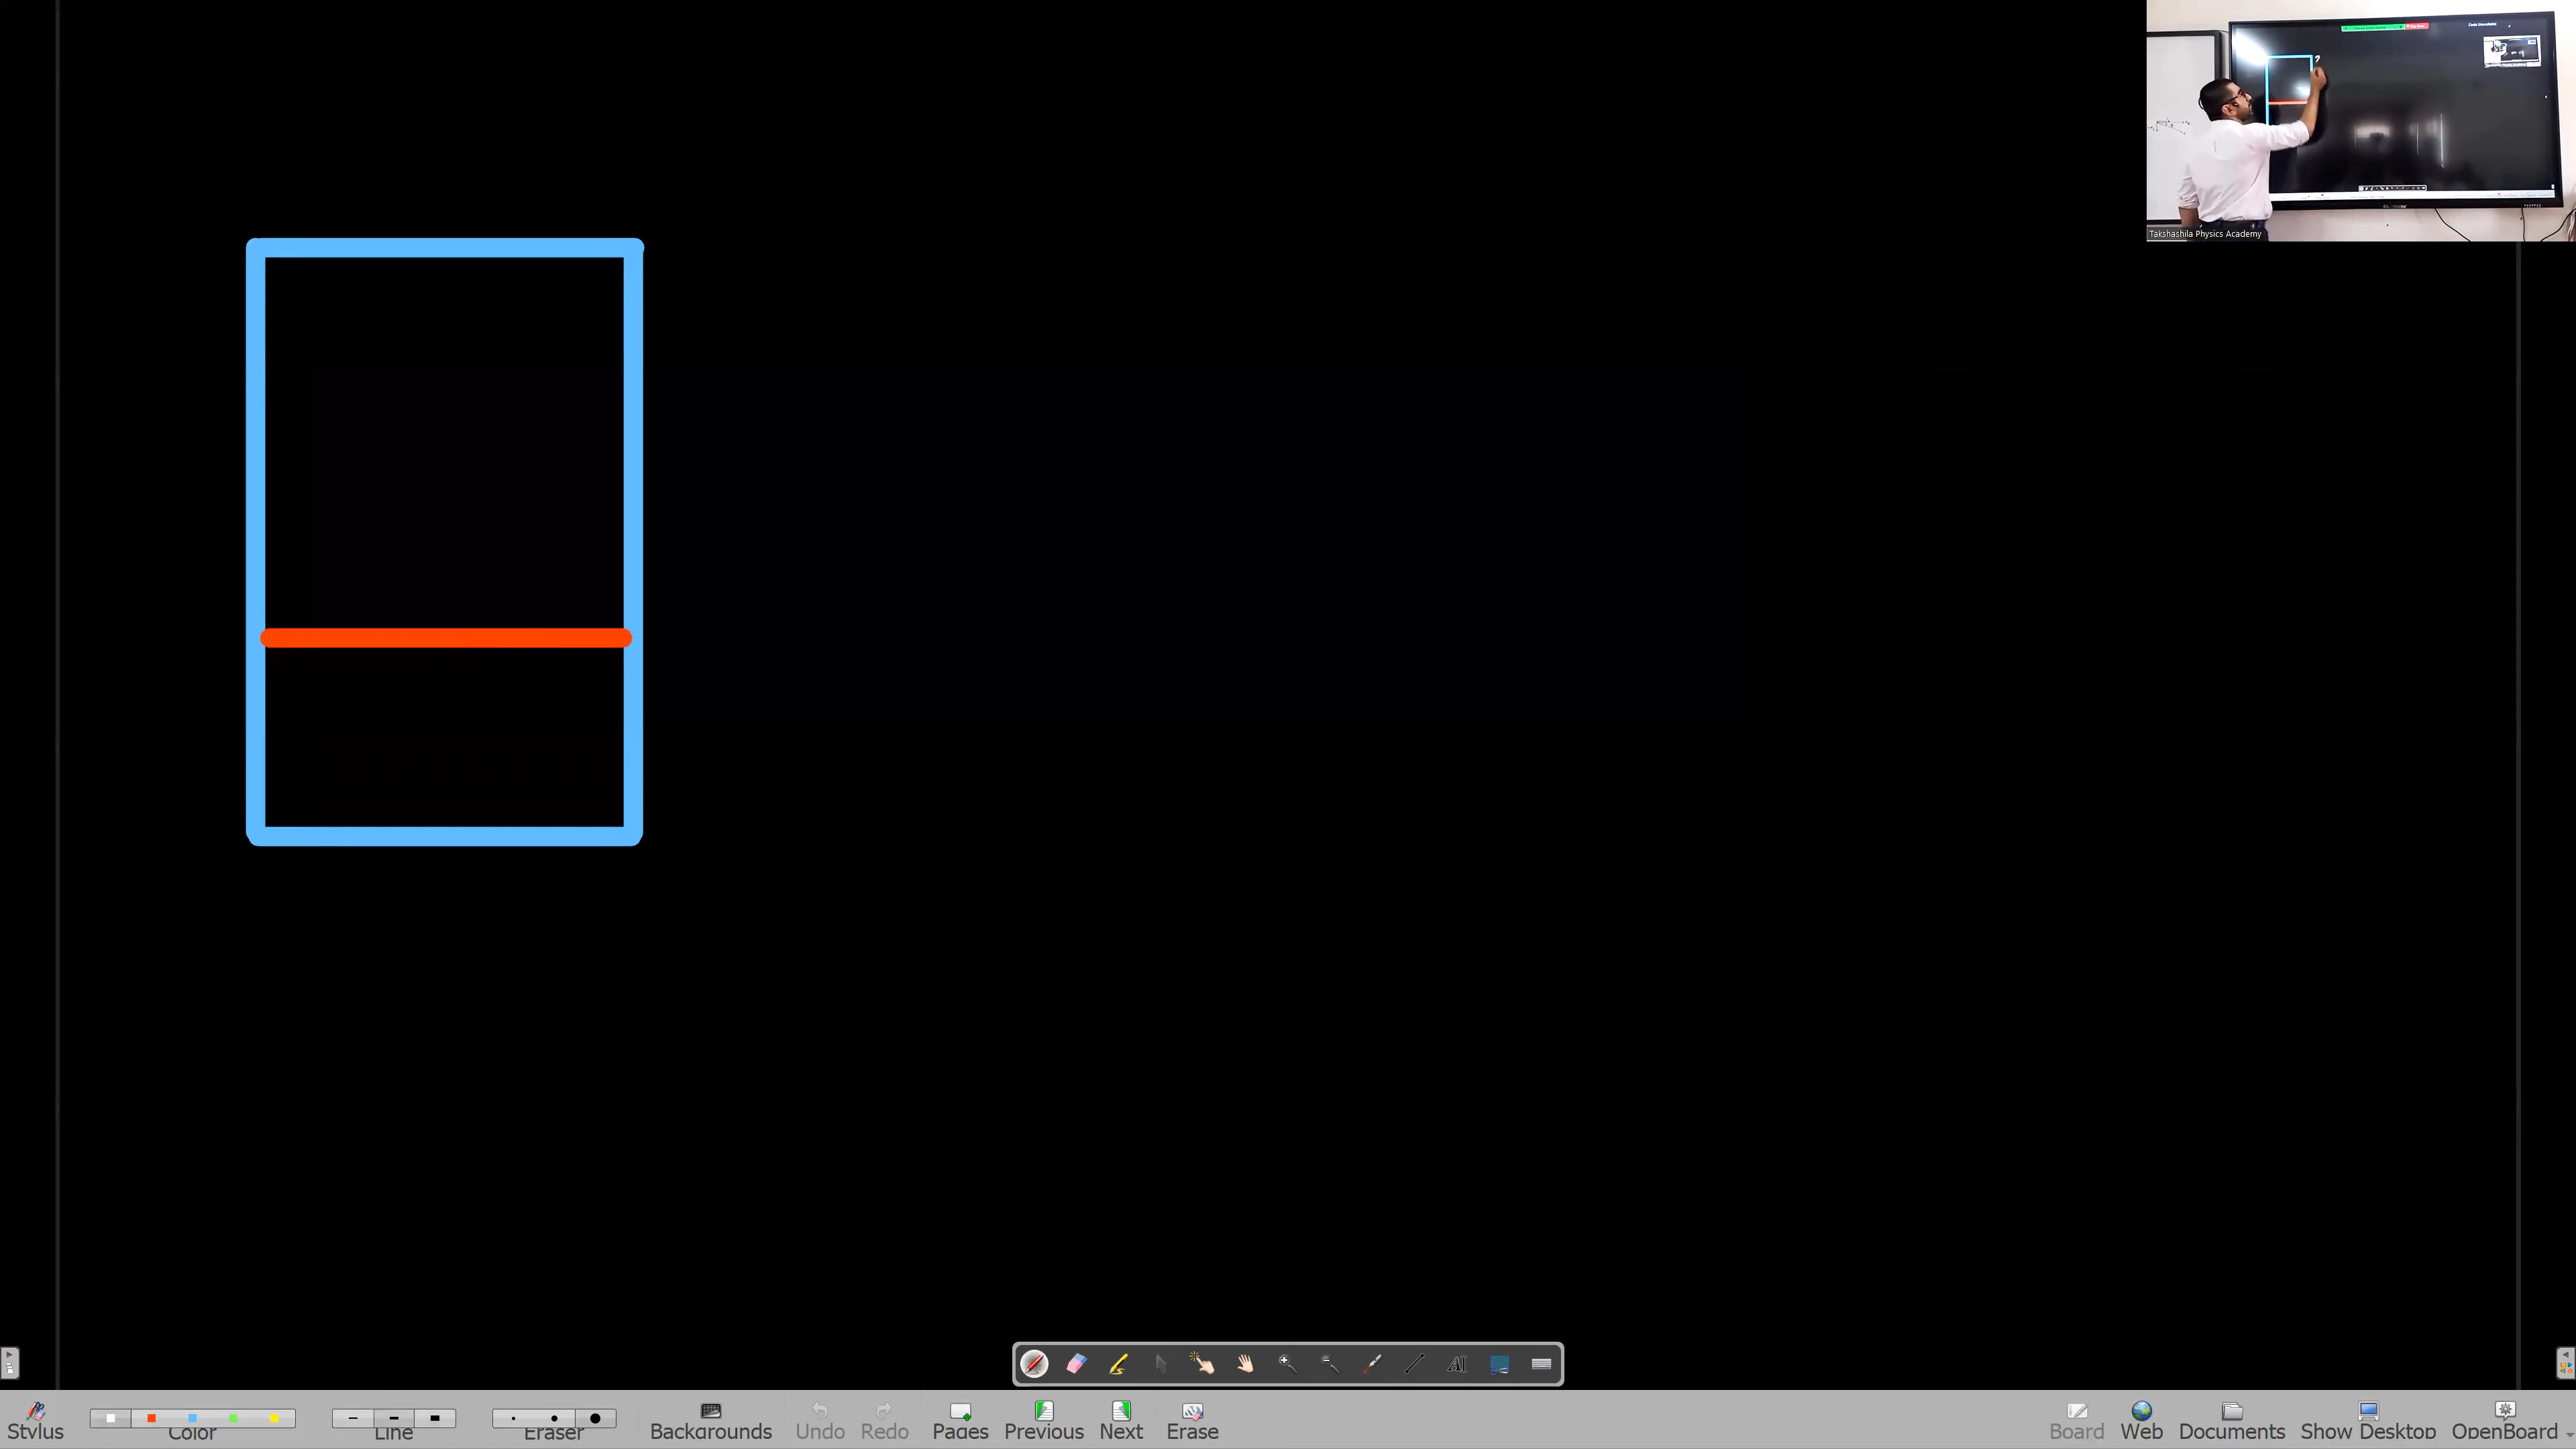 Takshashila Physics Academy
AI
Stylus
Color
Line
Eraser
Backgrounds
Undo
Redo
Pages
Previous
Next
Erase
Board
Web
Documents
Show Desktop
OpenBoard